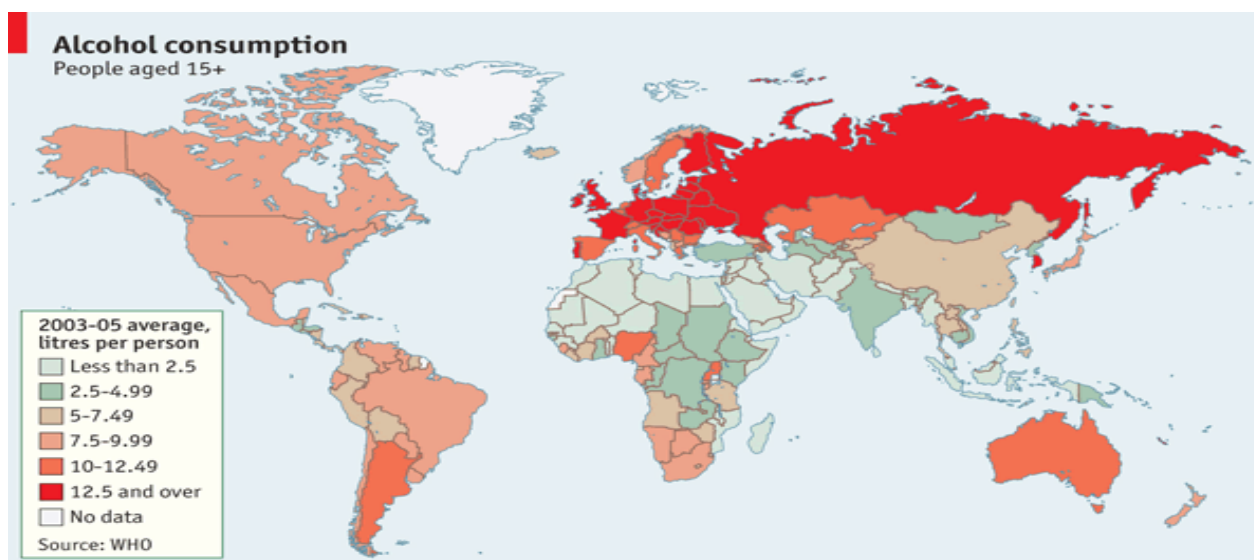 Alcohol consumption
People aged 15+
2003-05 average,
litres per person
Less than 2.5
2.5-4.99
5-7.49
7.5-9.99
10-12.49
12.5 and over
No data
Source: WHO